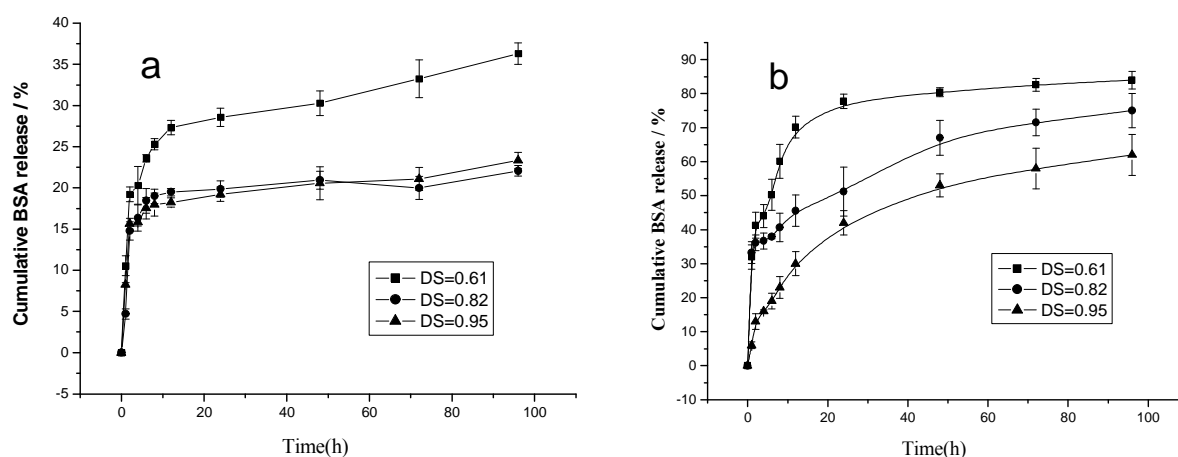 a
Cumulative BSA release / %
40
35
30
25
20
15
10
5
0
-5
0 20 40 60 80 100
Time(h)
DS=0.61
DS=0.82
DS=0.95
b
Cumulative BSA release / %
90
80
70
60
50
40
30
20
10
0
-10
0 20 40 60 80 100
Time(h)
DS=0.61
DS=0.82
DS=0.95